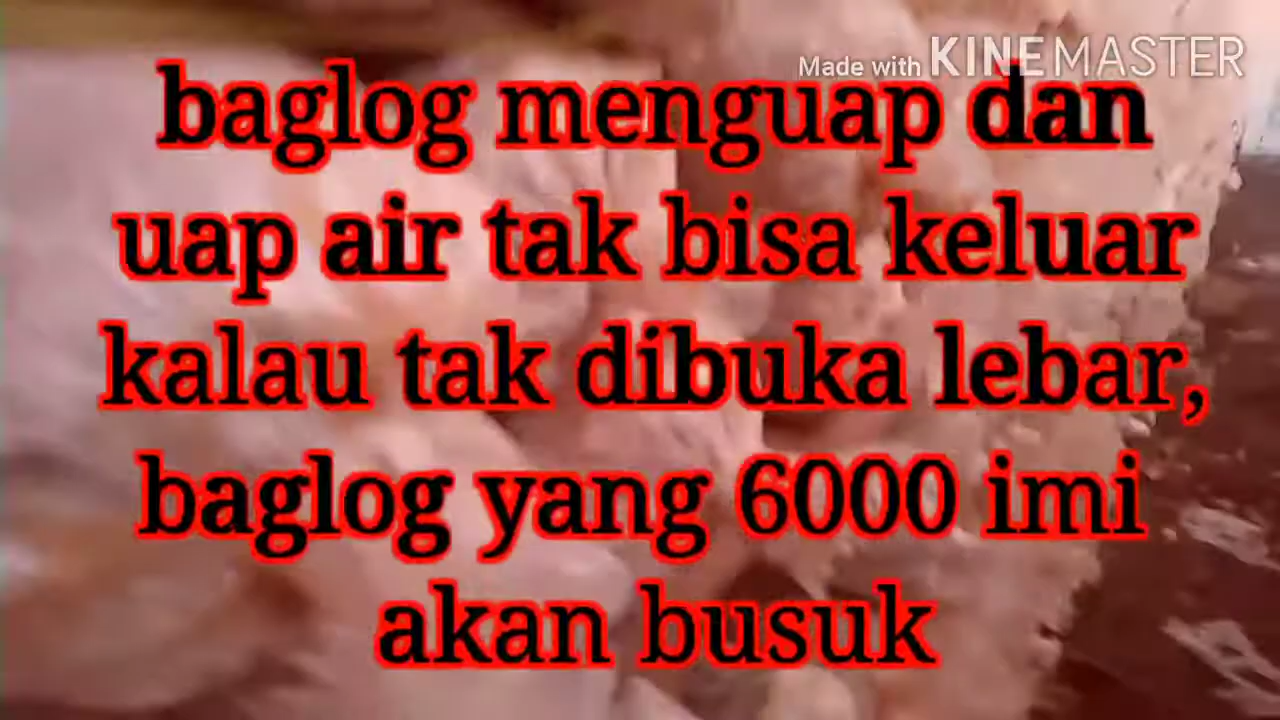 Made with KINEMASTER
baglog menguap dan
uap air tak bisa keluar
kalau tak dibuka lebar,
baglog yang 6000 imi
akan busuk